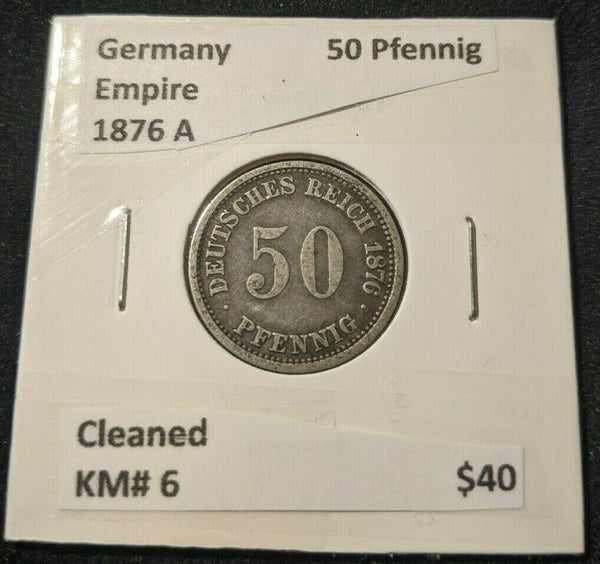 Germany 50 Pfennig
Empire
1876 A
· DEUTSCHES REICH 1876 ·
50
PFENNIG
Cleaned
KM# 6 $40